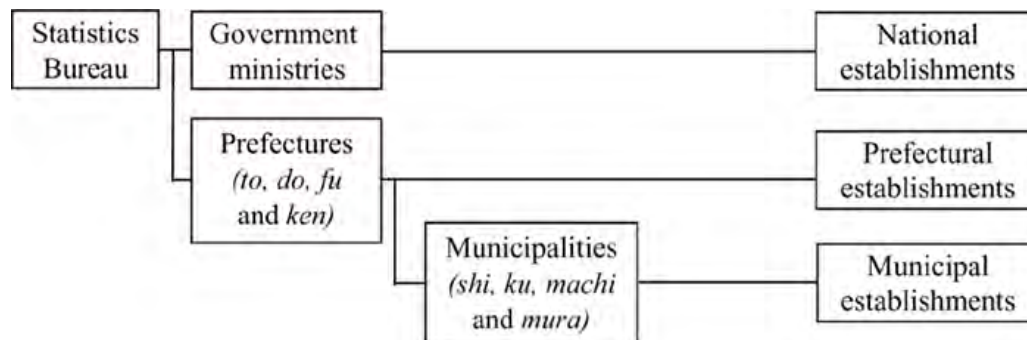 Statistics
Bureau
Government
ministries
National
establishments
Prefectures
(to, do, fu
and ken)
Prefectural
establishments
Municipalities
(shi, ku, machi
and mura)
Municipal
establishments